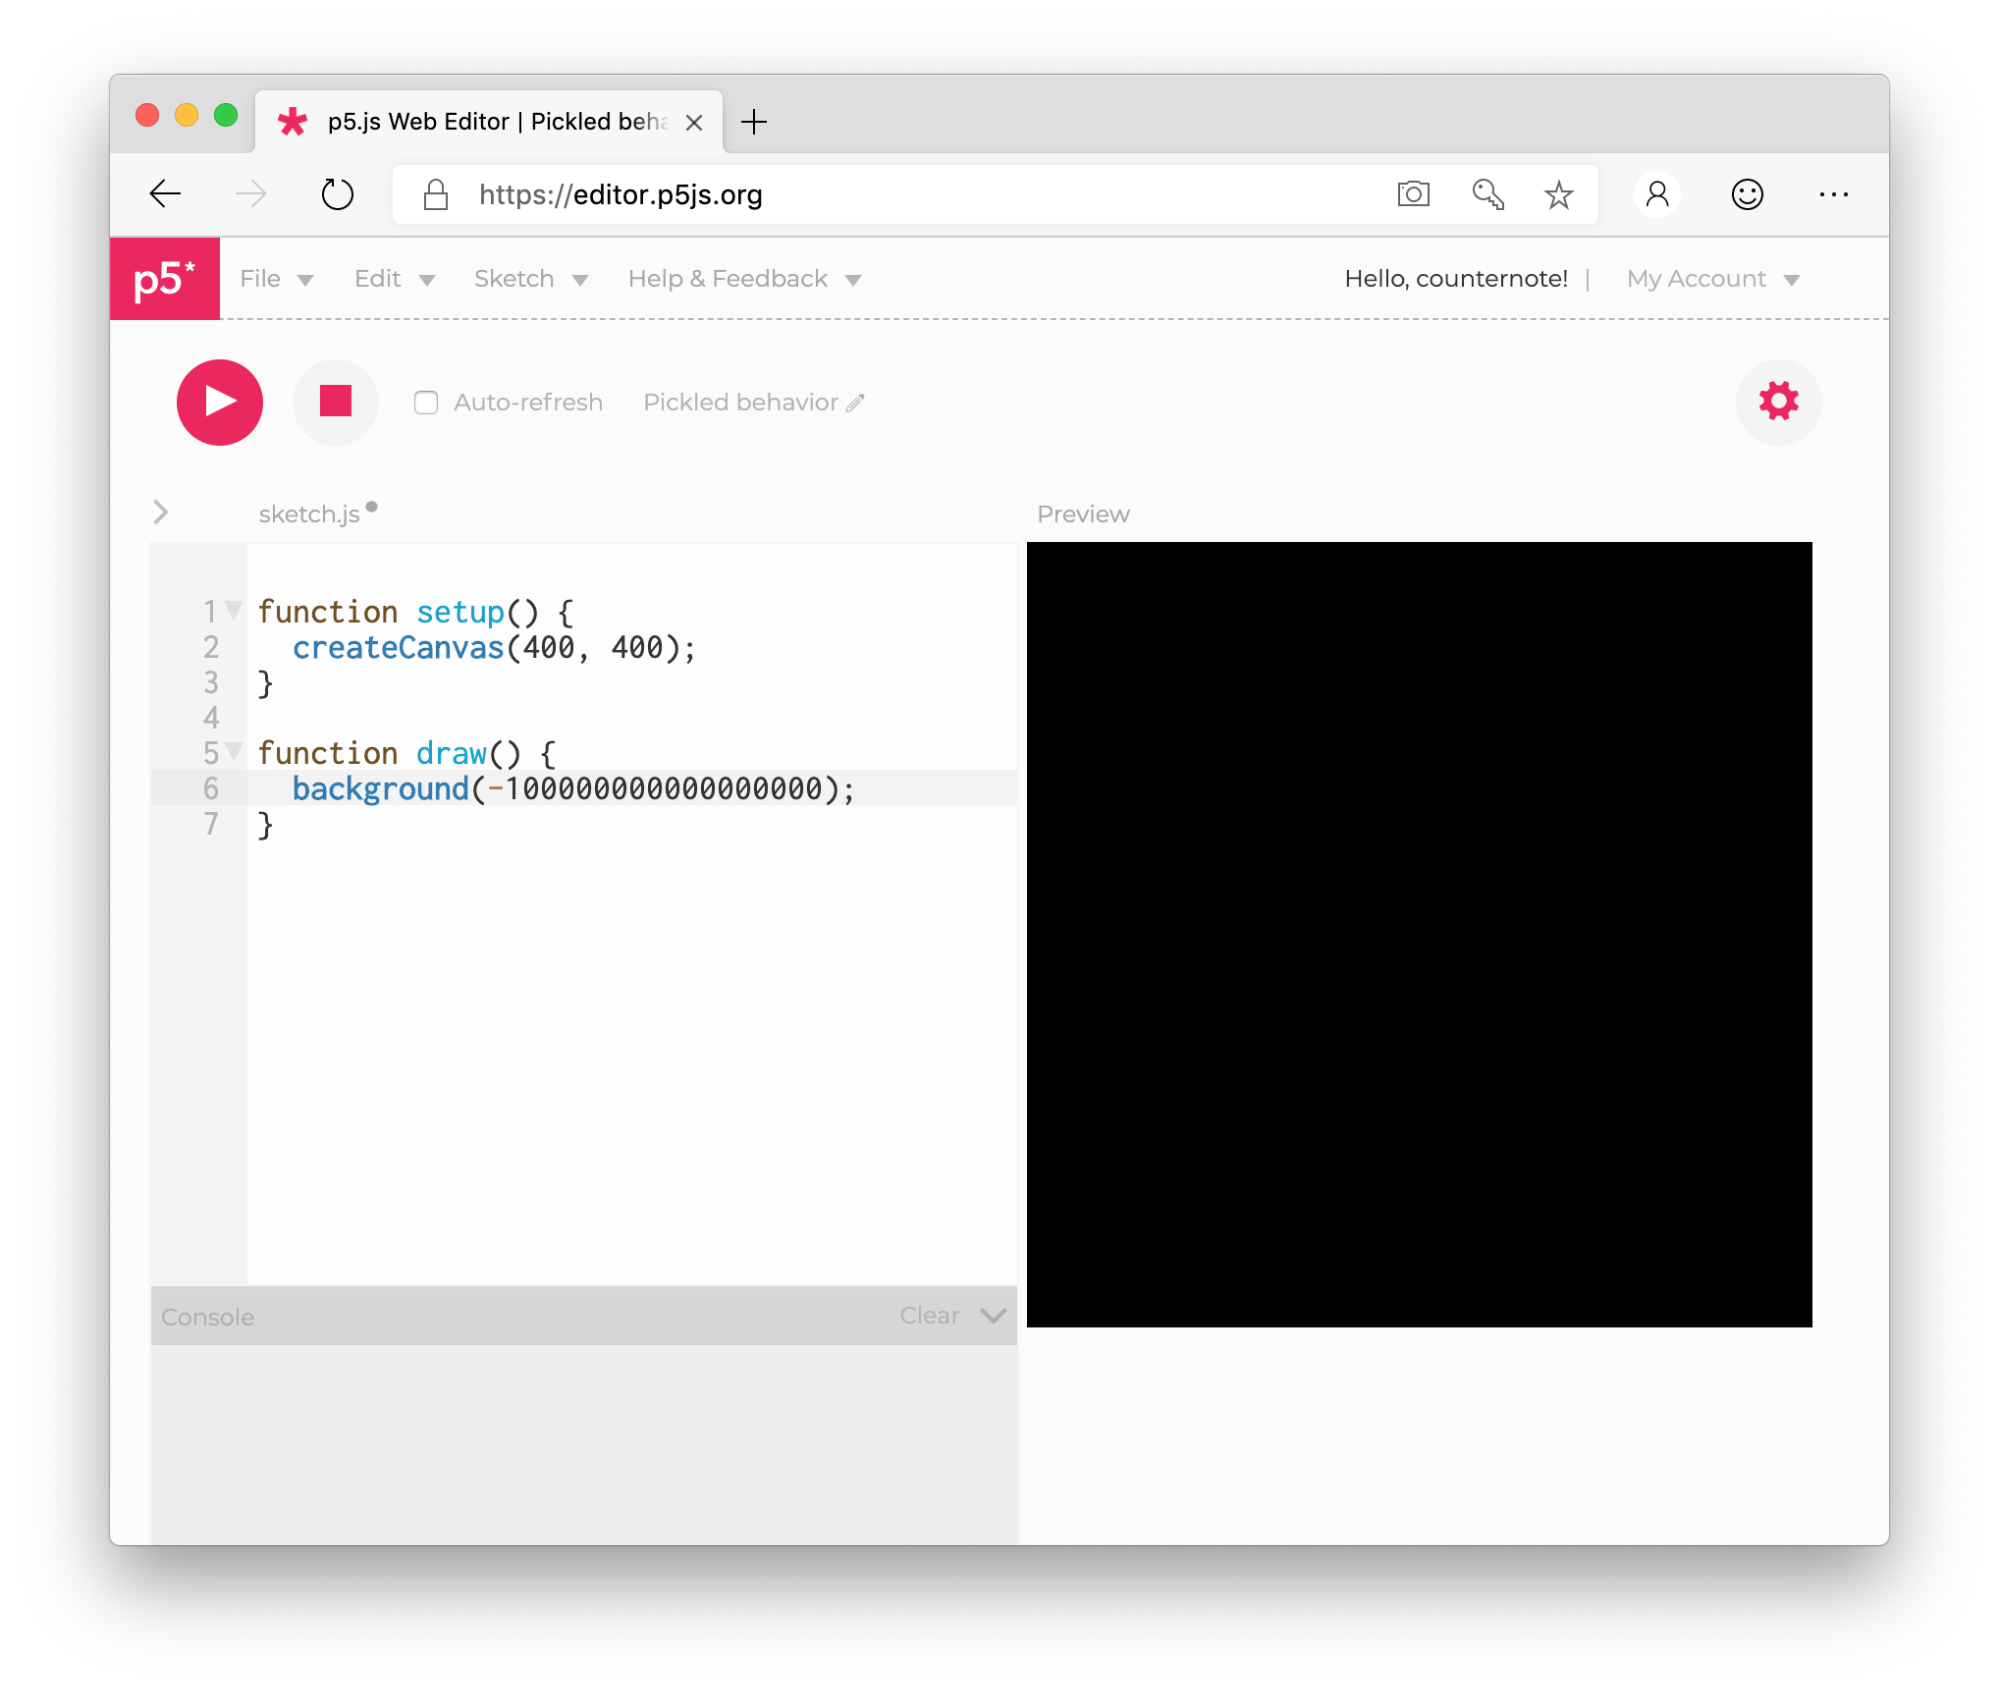 p5.js Web Editor | Pickled beha
https://editor.p5js.org
p5* File Edit Sketch Help & Feedback Hello, counternote! | My Account
Auto-refresh Pickled behavior
sketch.js Preview
1 function setup() {
2 createCanvas(400, 400);
3 }
4
5 function draw() {
6 background(-100000000000000000);
7 }
Console Clear